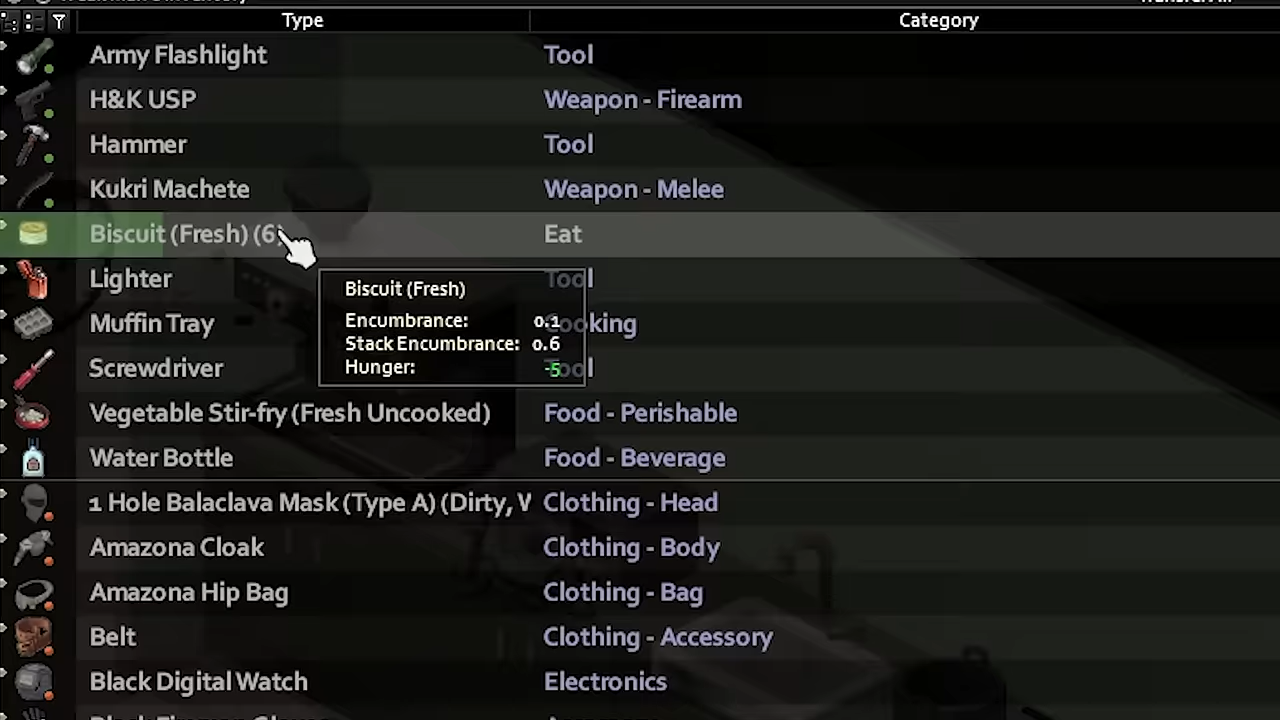 Type Category
Army Flashlight Tool
H&K USP Weapon - Firearm
Hammer Tool
Kukri Machete Weapon - Melee
Biscuit (Fresh) (6) Eat
Lighter Tool
Biscuit (Fresh)
Encumbrance: 0.1
Stack Encumbrance: 0.6
Hunger: -5
Muffin Tray Cooking
Screwdriver Tool
Vegetable Stir-fry (Fresh Uncooked) Food - Perishable
Water Bottle Food - Beverage
1 Hole Balaclava Mask (Type A) (Dirty, Clothing - Head
Amazona Cloak Clothing - Body
Amazona Hip Bag Clothing - Bag
Belt Clothing - Accessory
Black Digital Watch Electronics